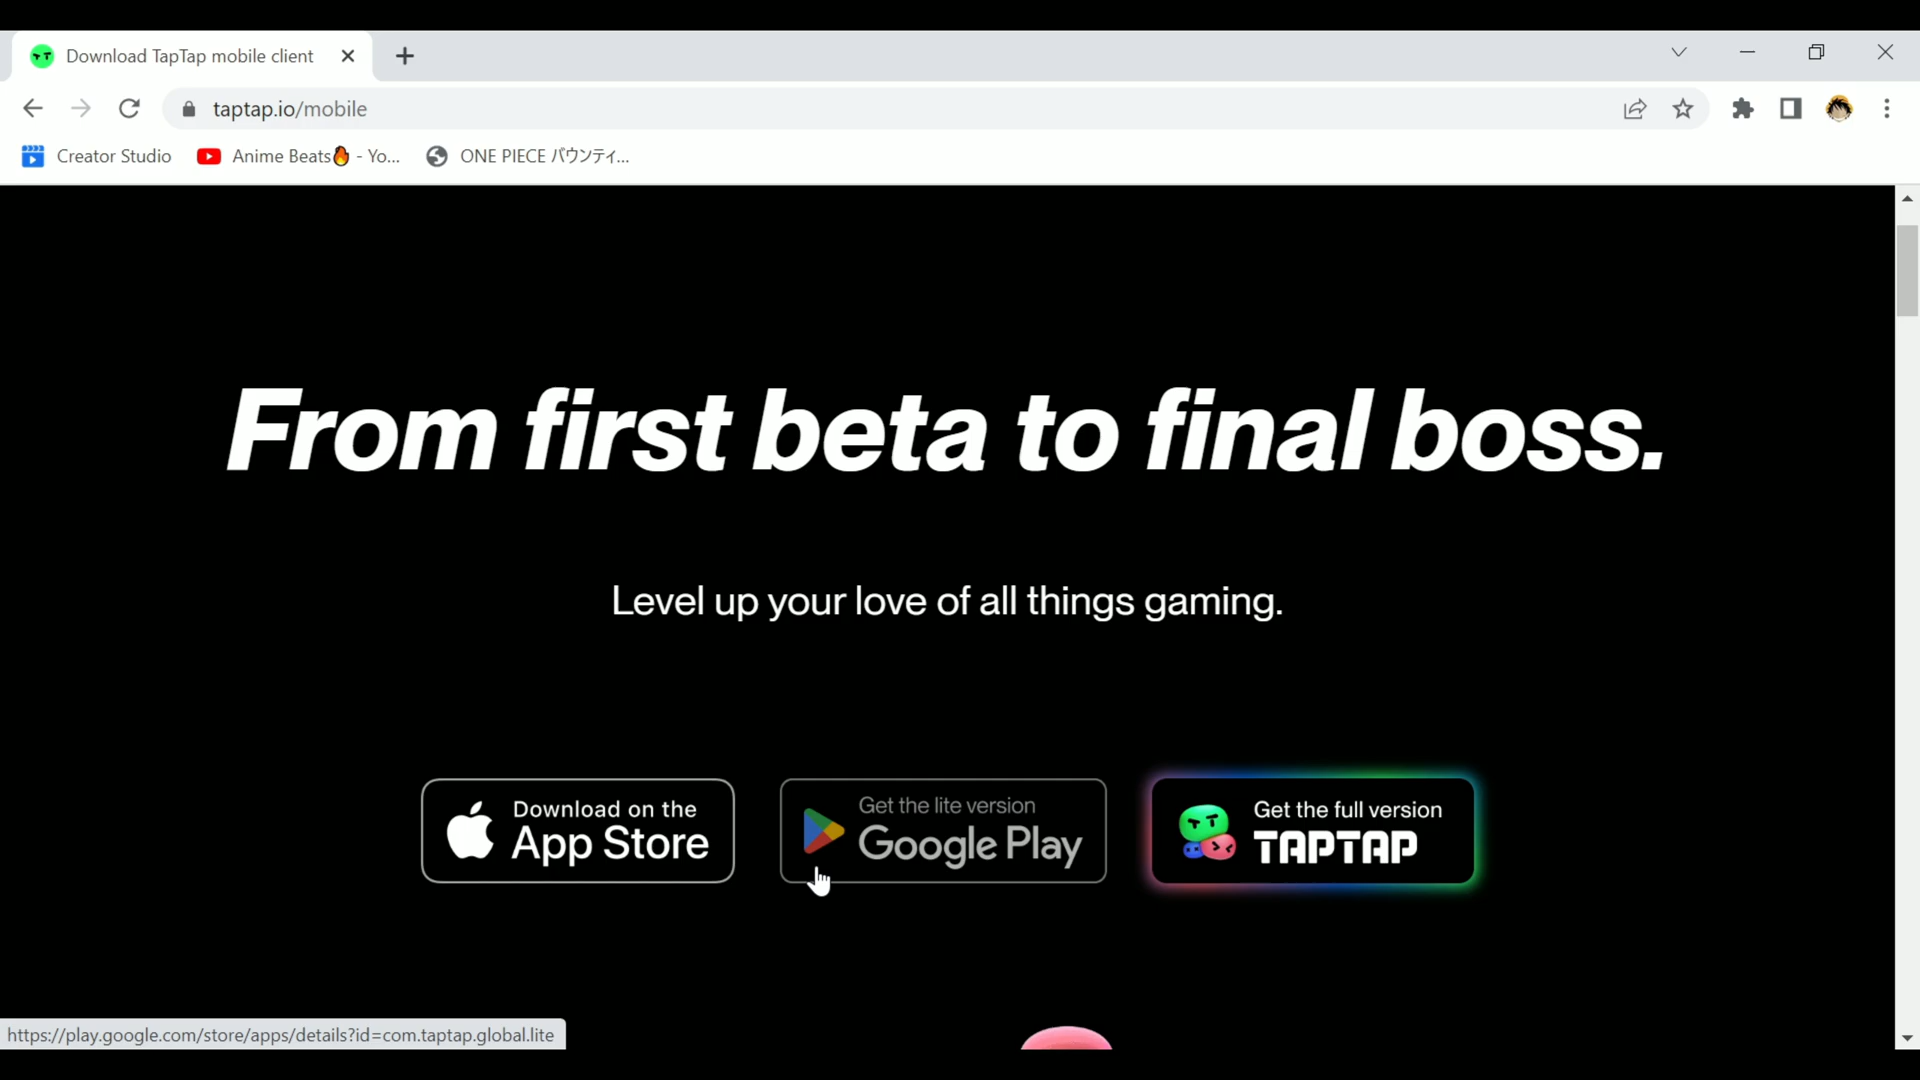 Download TapTap mobile client
taptap.io/mobile
Creator Studio
Anime Beats🔥 - Yo...
ONE PIECE バウンティ...
From first beta to final boss.
Level up your love of all things gaming.
Download on the
App Store
Get the lite version
Google Play
Get the full version
TAPTAP
https://play.google.com/store/apps/details?id=com.taptap.global.lite